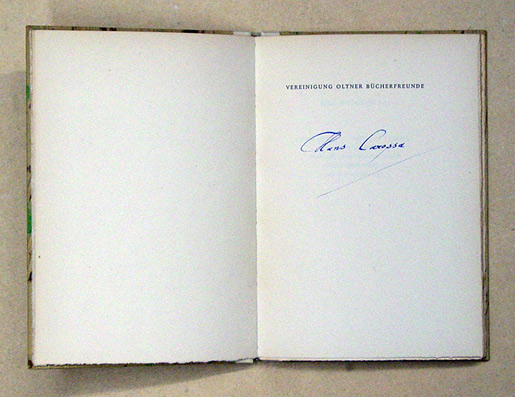 VEREINIGUNG OLTNER BÜCHERFREUNDE
Hans Carossa